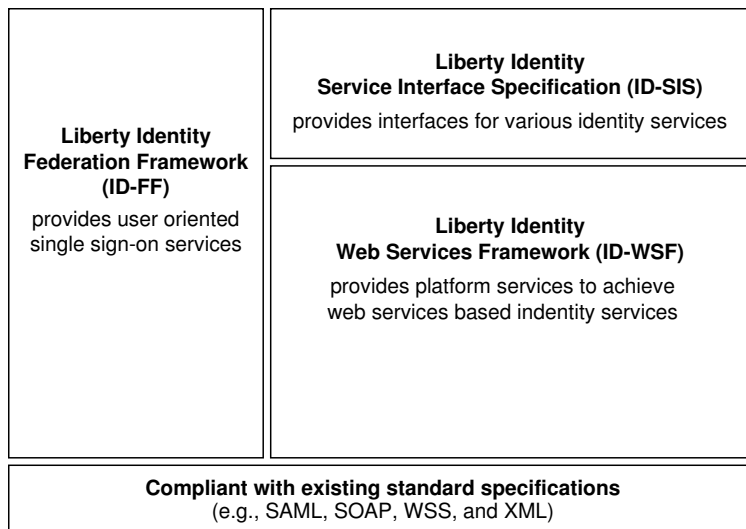 Liberty Identity
Federation Framework
(ID-FF)
provides user oriented
single sign-on services
Liberty Identity
Service Interface Specification (ID-SIS)
provides interfaces for various identity services
Liberty Identity
Web Services Framework (ID-WSF)
provides platform services to achieve
web services based indentity services
Compliant with existing standard specifications
(e.g., SAML, SOAP, WSS, and XML)